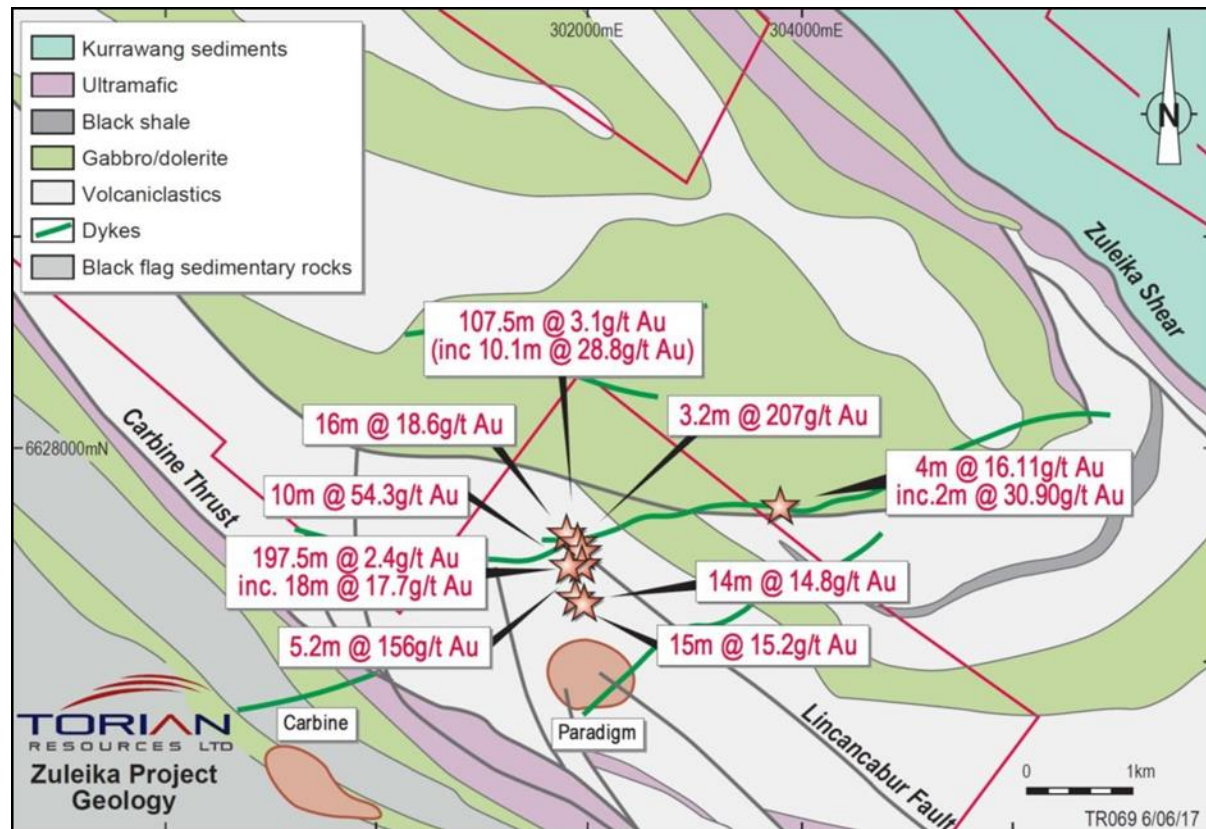 Kurrawang sediments
Ultramafic
Black shale
Gabbro/dolerite
Volcaniclastics
Dykes
Black flag sedimentary rocks
302000mE
304000mE
N
Zuleika Shear
107.5m @ 3.1g/t Au
(inc 10.1m @ 28.8g/t Au)
16m @ 18.6g/t Au
3.2m @ 207g/t Au
6628000mN
Carbine Thrust
10m @ 54.3g/t Au
4m @ 16.11g/t Au
inc.2m @ 30.90g/t Au
197.5m @ 2.4g/t Au
inc. 18m @ 17.7g/t Au
14m @ 14.8g/t Au
5.2m @ 156g/t Au
15m @ 15.2g/t Au
Carbine
Paradigm
Lincancabur Fault
TORIAN
RESOURCES LTD
Zuleika Project
Geology
0 1km
TR069 6/06/17